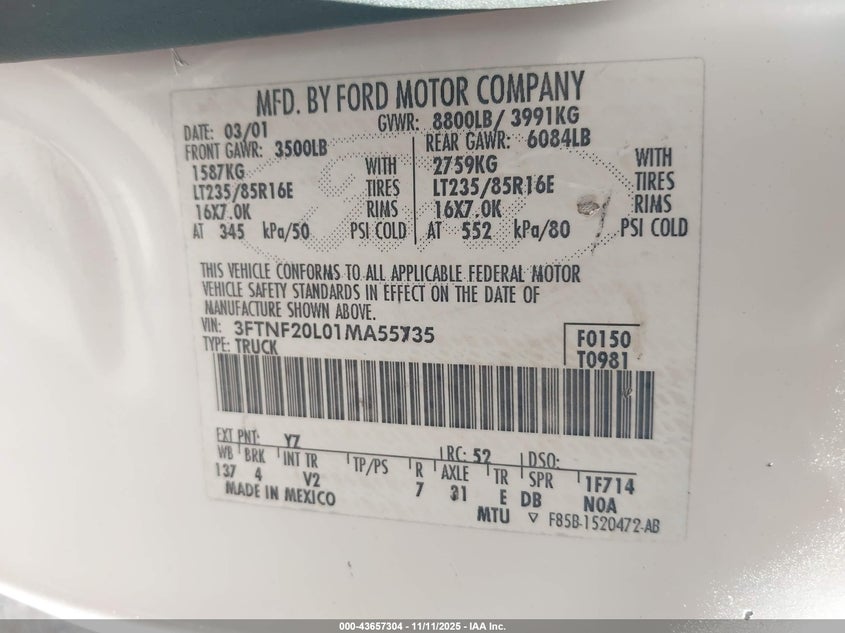 MFD. BY FORD MOTOR COMPANY
DATE: 03/01 GVWR: 8800LB/ 3991KG
FRONT GAWR: 3500LB REAR GAWR: 6084LB
1587KG WITH 2759KG WITH
LT235/85R16E TIRES LT235/85R16E TIRES
16X7.0K RIMS 16X7.0K RIMS
AT 345 kPa/50 PSI COLD AT 552 kPa/80 PSI COLD
THIS VEHICLE CONFORMS TO ALL APPLICABLE FEDERAL MOTOR
VEHICLE SAFETY STANDARDS IN EFFECT ON THE DATE OF
MANUFACTURE SHOWN ABOVE.
VIN: 3FTNF20L01MA55735 F0150
TYPE: TRUCK T0981
EXT PNT: YZ RC: 52 DSO:
WB BRK INT TR TP/PS R AXLE TR SPR 1F714
137 4 V2 7 31 E DB N0A
MADE IN MEXICO MTU ▽ F85B-1520472-AB
000-43657304 - 11/11/2025 - IAA Inc.